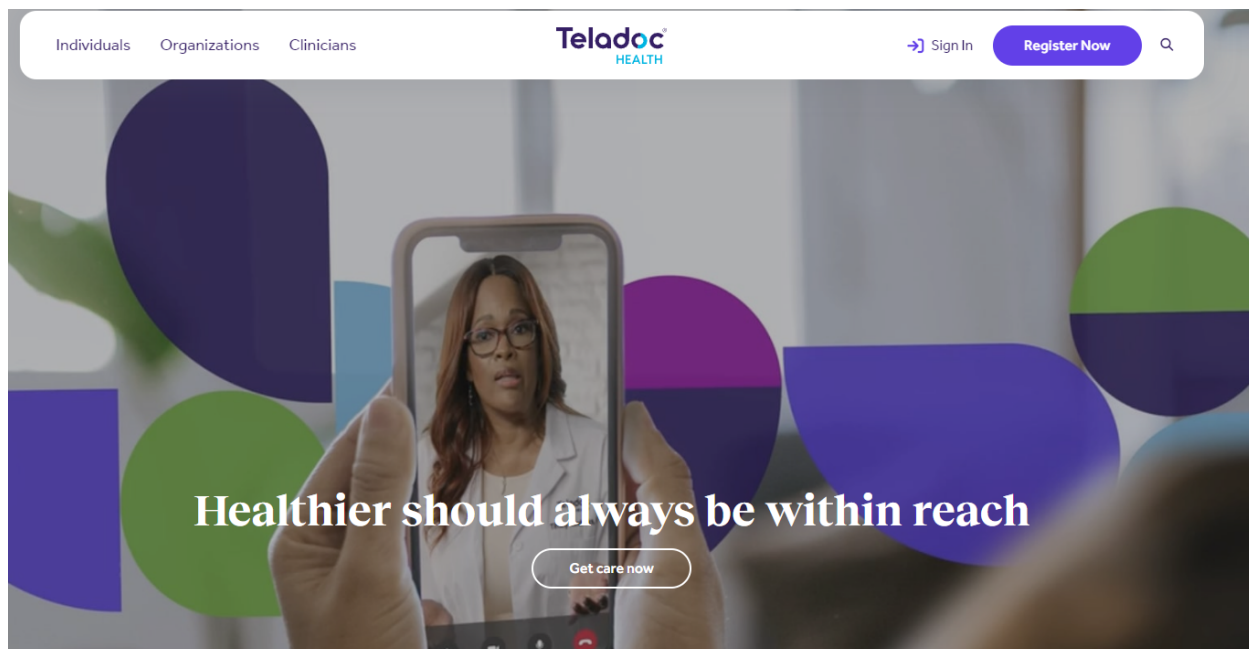 Individuals Organizations Clinicians
Teladoc®
HEALTH
Sign In
Register Now
Healthier should always be within reach
Get care now